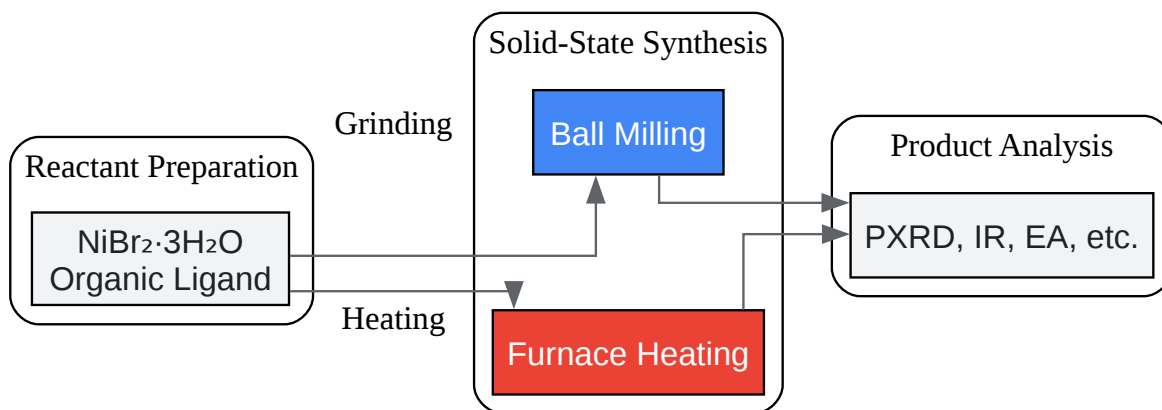 Reactant Preparation
NiBr₂·3H₂O
Organic Ligand
Grinding
Heating
Solid-State Synthesis
Ball Milling
Furnace Heating
Product Analysis
PXRD, IR, EA, etc.